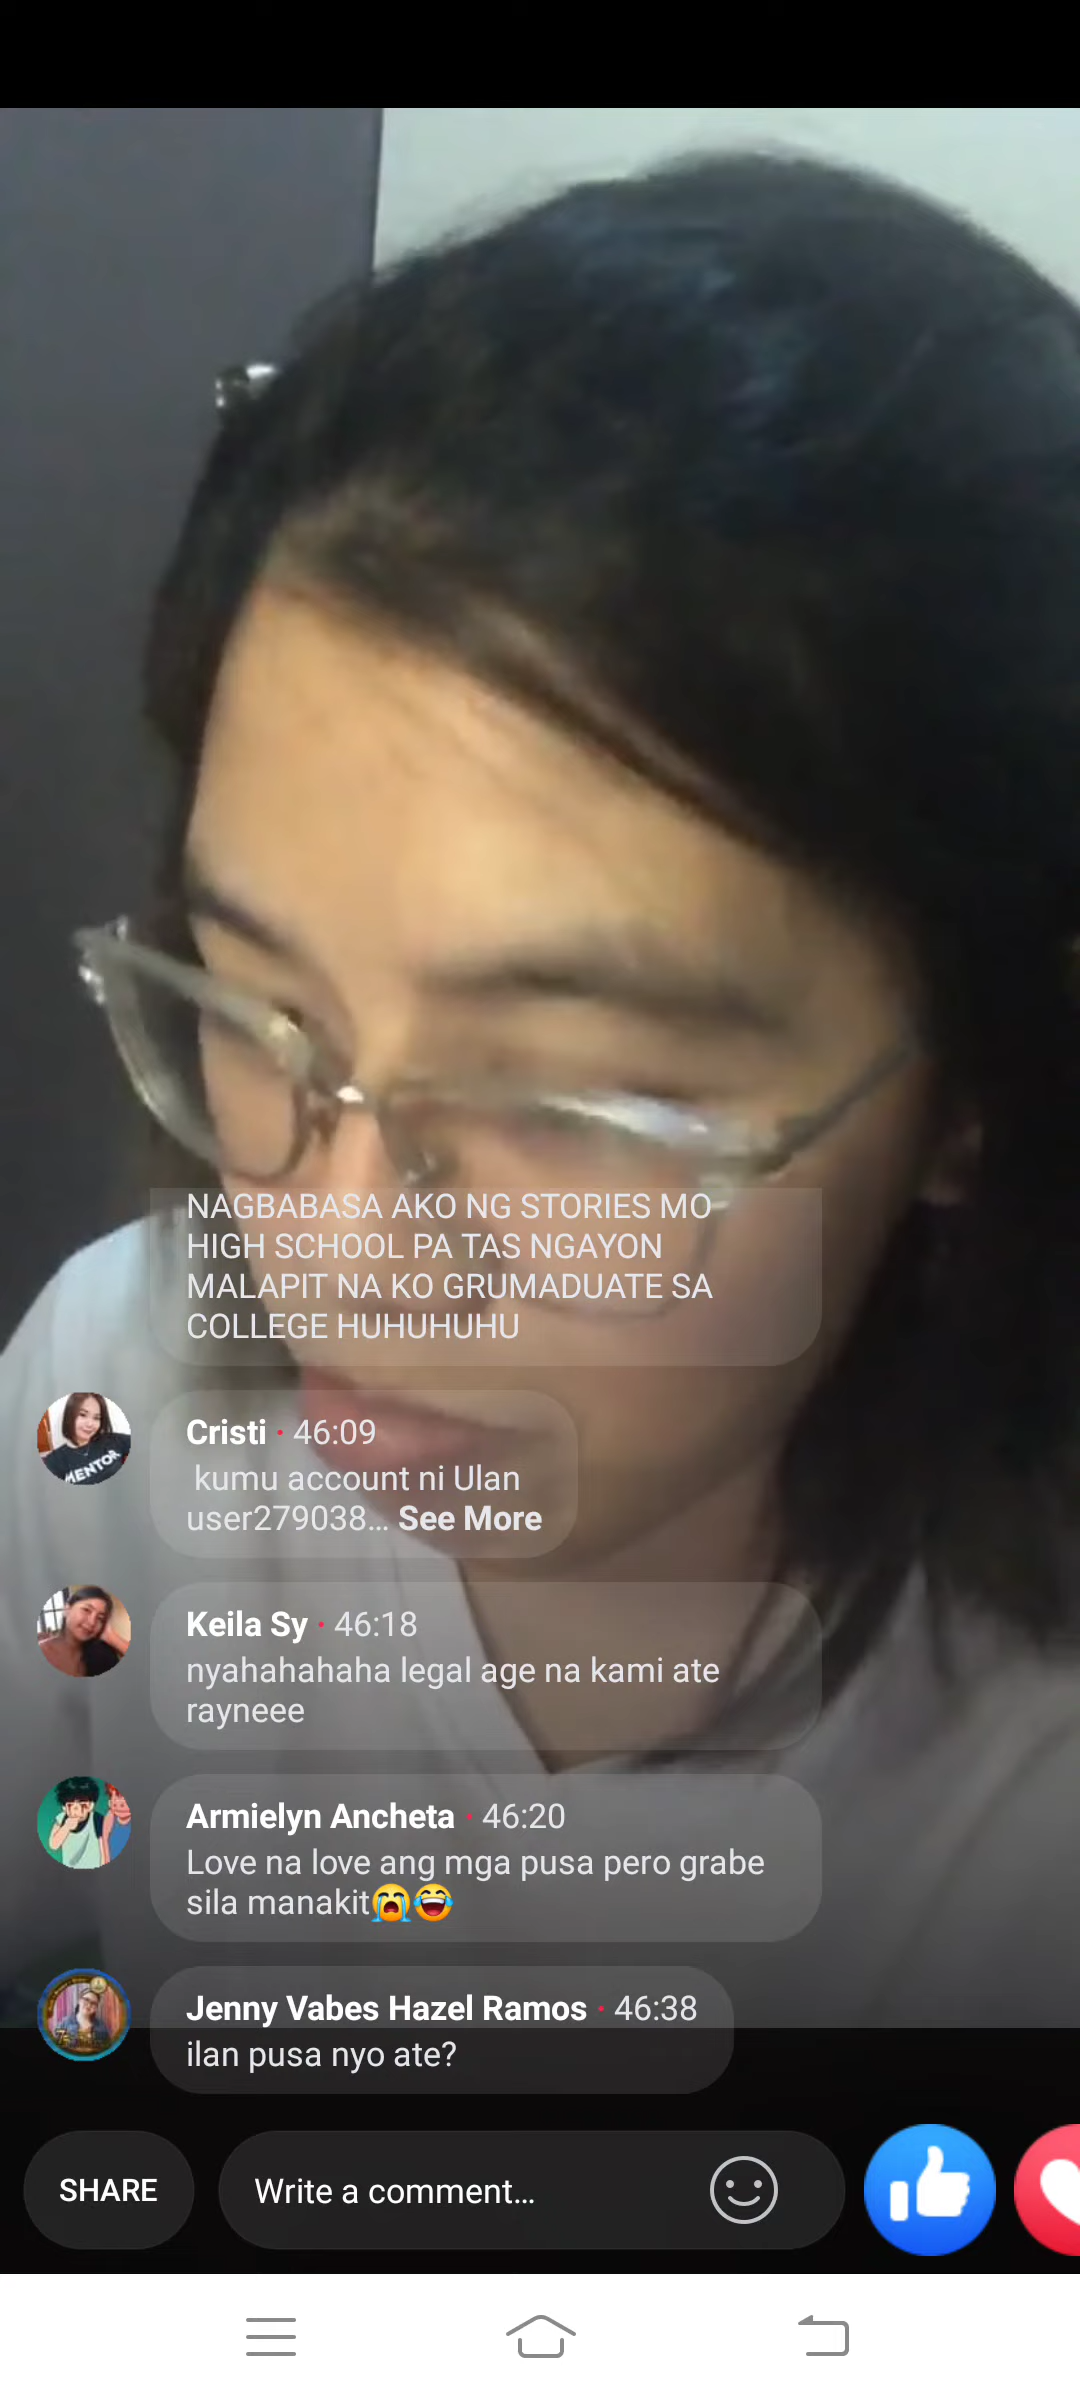 NAGBABASA AKO NG STORIES MO
HIGH SCHOOL PA TAS NGAYON
MALAPIT NA KO GRUMADUATE SA
COLLEGE HUHUHUHU
Cristi · 46:09
kumu account ni Ulan
user279038... See More
MENTOR
Keila Sy · 46:18
nyahahahaha legal age na kami ate
rayneee
Armielyn Ancheta · 46:20
Love na love ang mga pusa pero grabe
sila manakit😭😂
Jenny Vabes Hazel Ramos · 46:38
ilan pusa nyo ate?
SHARE
Write a comment...